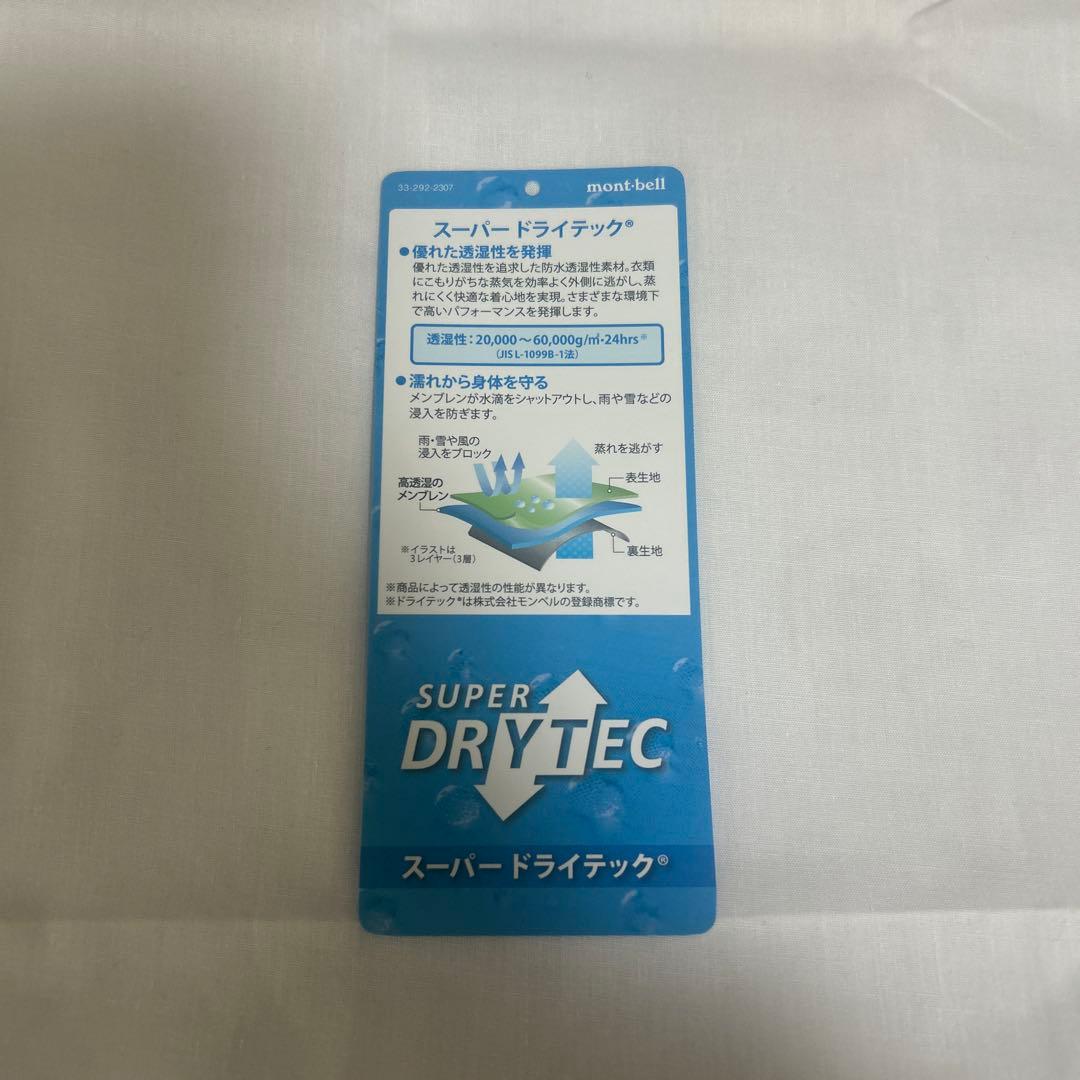 33-292-2307
mont-bell
スーパー ドライテック®
●優れた透湿性を発揮
優れた透湿性を追求した防水透湿性素材。衣類
にこもりがちな蒸気を効率よく外側に逃がし、蒸
れにくく快適な着心地を実現。さまざまな環境下
で高いパフォーマンスを発揮します。
透湿性：20,000～60,000g/㎡・24hrs※
（JIS L-1099B-1法）
●濡れから身体を守る
メンブレンが水滴をシャットアウトし、雨や雪などの
浸入を防ぎます。
雨・雪や風の
浸入をブロック
蒸れを逃がす
高透湿の
メンブレン
表生地
※イラストは
3レイヤー（3層）
裏生地
※商品によって透湿性の性能が異なります。
※ドライテック®は株式会社モンベルの登録商標です。
SUPER
DRYTEC
スーパー ドライテック®